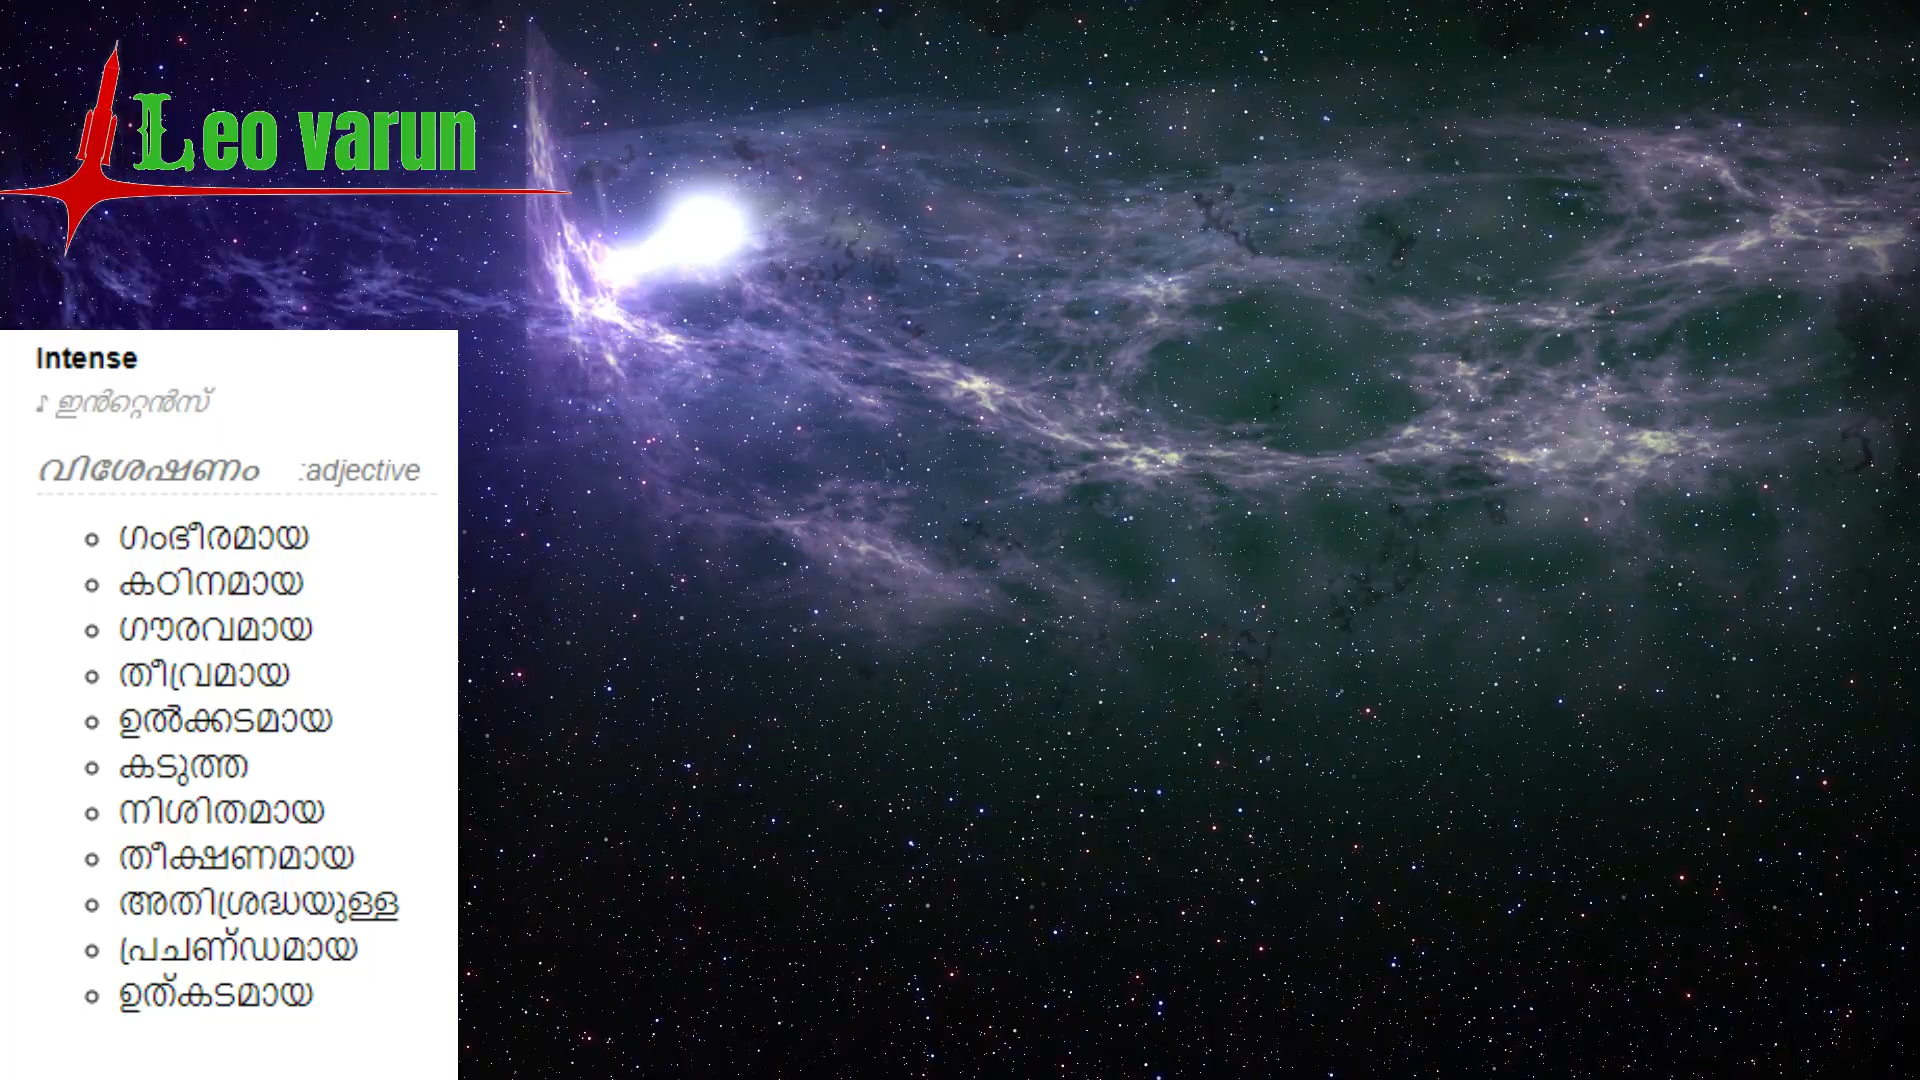 Leo varun
Intense
♪ ഇൻറ്റെൻസ്
വിശേഷണം :adjective
ഗംഭീരമായ
കഠിനമായ
ഗൗരവമായ
തീവ്രമായ
ഉൽക്കടമായ
കടുത്ത
നിശിതമായ
തീക്ഷണമായ
അതിശ്രദ്ധയുള്ള
പ്രചണ്ഡമായ
ഉത്കടമായ